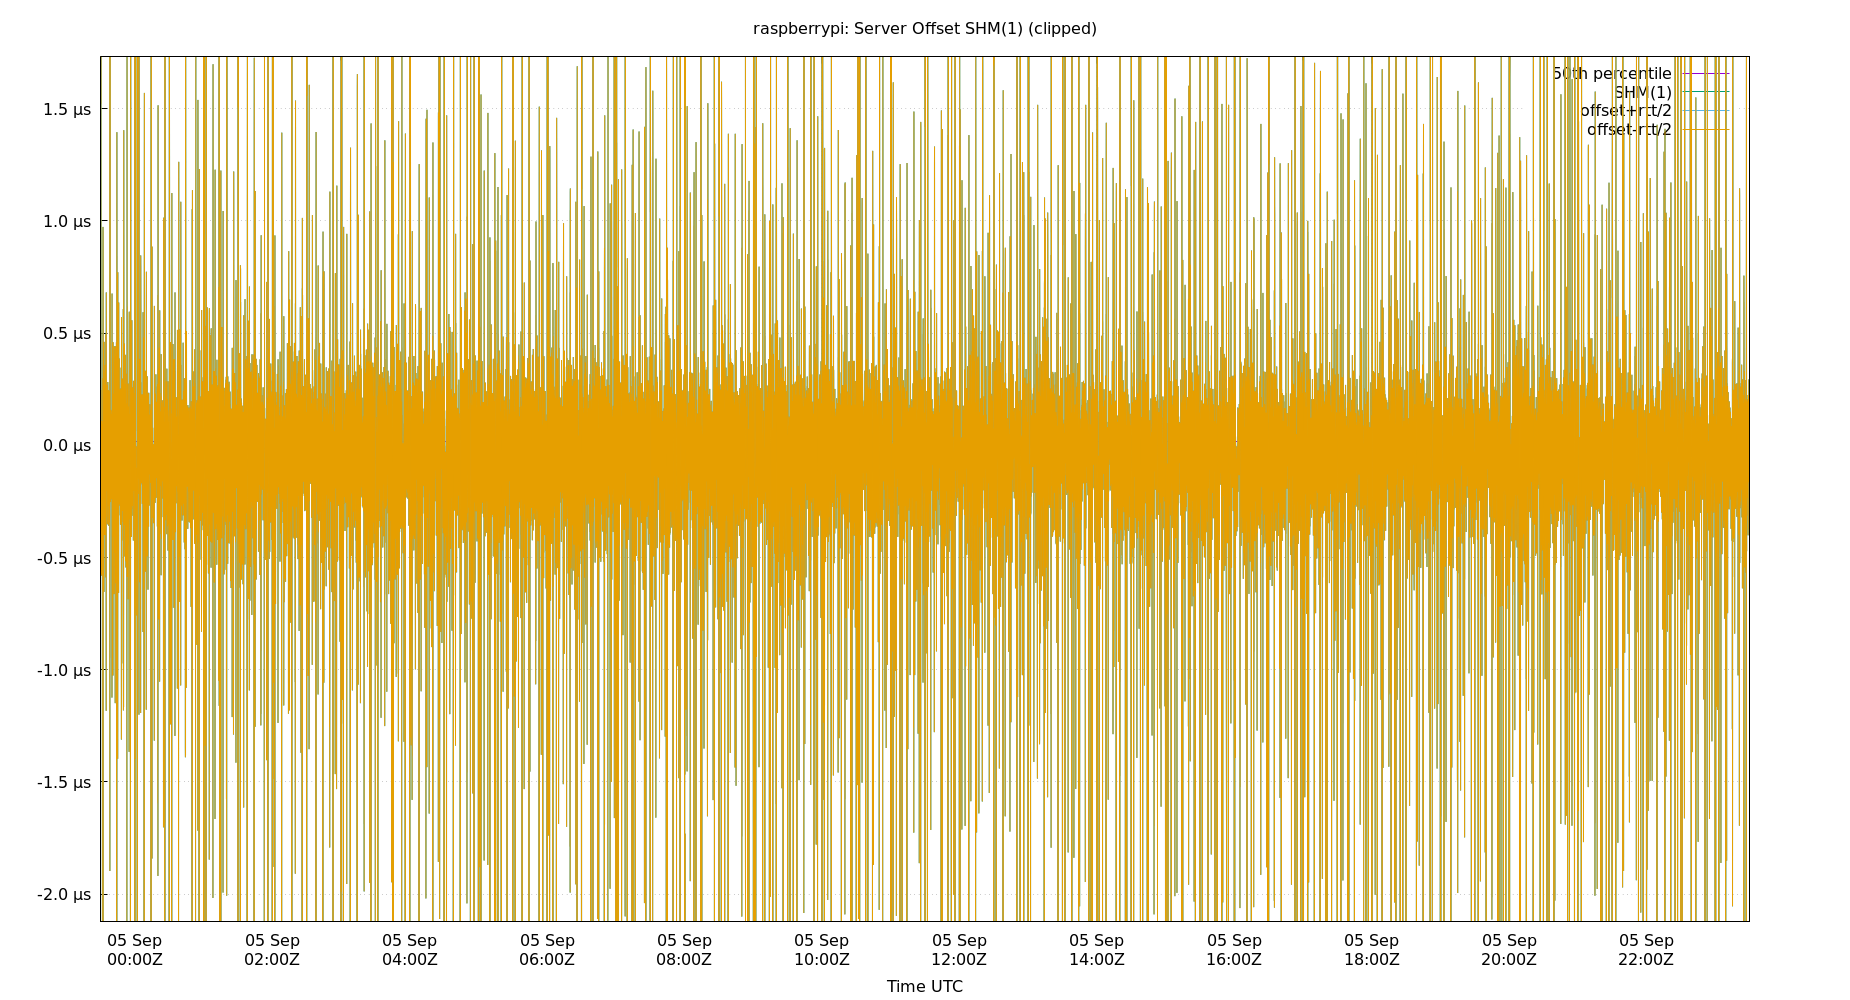 raspberrypi: Server Offset SHM(1) (clipped)
50th percentile
SHM(1)
offset+rtt/2
offset-rtt/2
1.5 µs
1.0 µs
0.5 µs
0.0 µs
-0.5 µs
-1.0 µs
-1.5 µs
-2.0 µs
05 Sep 05 Sep 05 Sep 05 Sep 05 Sep 05 Sep 05 Sep 05 Sep 05 Sep 05 Sep 05 Sep 05 Sep
00:00Z 02:00Z 04:00Z 06:00Z 08:00Z 10:00Z 12:00Z 14:00Z 16:00Z 18:00Z 20:00Z 22:00Z
Time UTC